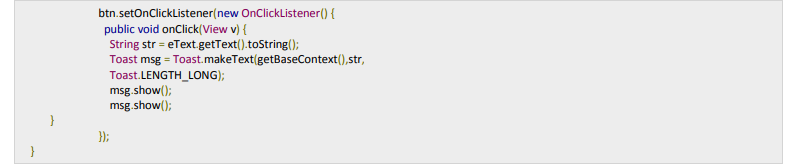 btn.setOnClickListener(new OnClickListener() {
public void onClick(View v) {
String str = eText.getText().toString();
Toast msg = Toast.makeText(getBaseContext(),str,
Toast.LENGTH_LONG);
msg.show();
msg.show();
}
});
}